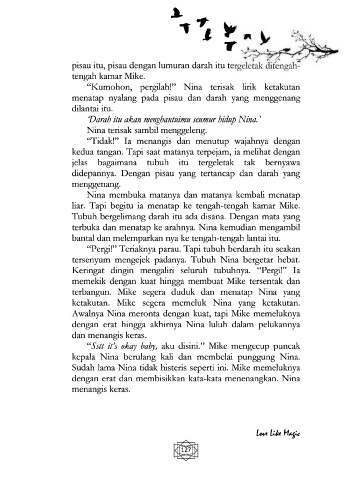 pisau itu, pisau dengan lumuran darah itu tergeletak ditengah-
tengah kamar Mike.
“Kumohon, pergilah!” Nina terisak lirik ketakutan
menatap nyalang pada pisau dan darah yang menggenang
dilantai itu.
‘Darah itu akan menghantuimu seumur hidup Nina.’
Nina terisak sambil menggeleng.
“Tidak!” Ia menangis dan menutup wajahnya dengan
kedua tangan. Tapi saat matanya terpejam, ia melihat dengan
jelas bagaimana tubuh itu tergeletak tak bernyawa
didepannya. Dengan pisau yang tertancap dan darah yang
menggenang.
Nina membuka matanya dan matanya kembali menatap
liar. Tapi begitu ia menatap ke tengah-tengah kamar Mike.
Tubuh bergelimang darah itu ada disana. Dengan mata yang
terbuka dan menatap ke arahnya. Nina kemudian mengambil
bantal dan melemparkan nya ke tengah-tengah lantai itu.
“Pergi!” Teriaknya parau. Tapi tubuh berdarah itu seakan
tersenyum mengejek padanya. Tubuh Nina bergetar hebat.
Keringat dingin mengaliri seluruh tubuhnya. “Pergi!” Ia
memekik dengan kuat hingga membuat Mike tersentak dan
terbangun. Mike segera duduk dan menatap Nina yang
ketakutan. Mike segera memeluk Nina yang ketakutan.
Awalnya Nina meronta dengan kuat, tapi Mike memeluknya
dengan erat hingga akhirnya Nina luluh dalam pelukannya
dan menangis keras.
“Sstt it’s okay baby, aku disini.” Mike mengecup puncak
kepala Nina berulang kali dan membelai punggung Nina.
Sudah lama Nina tidak histeris seperti ini. Mike memeluknya
dengan erat dan membisikkan kata-kata menenangkan. Nina
menangis keras.
Love Like Magic
127